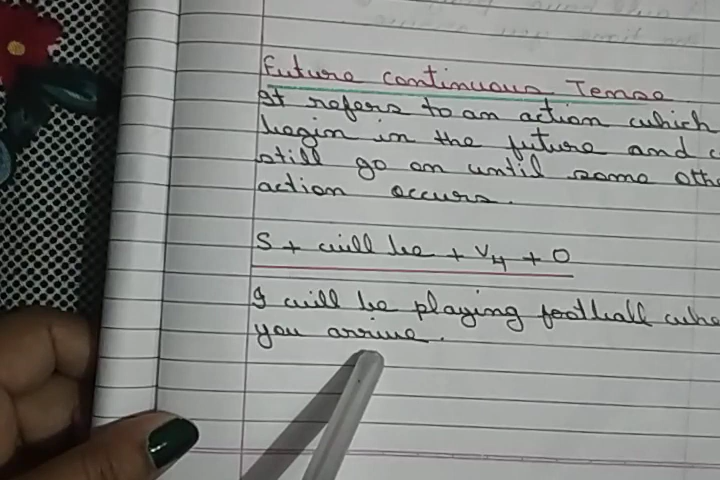 Future continuous Tense
It refers to an action which
begin in the future and
still go on until some othe
action occurs.
S + will be + V4 + O
I will be playing football whe
you arrive.